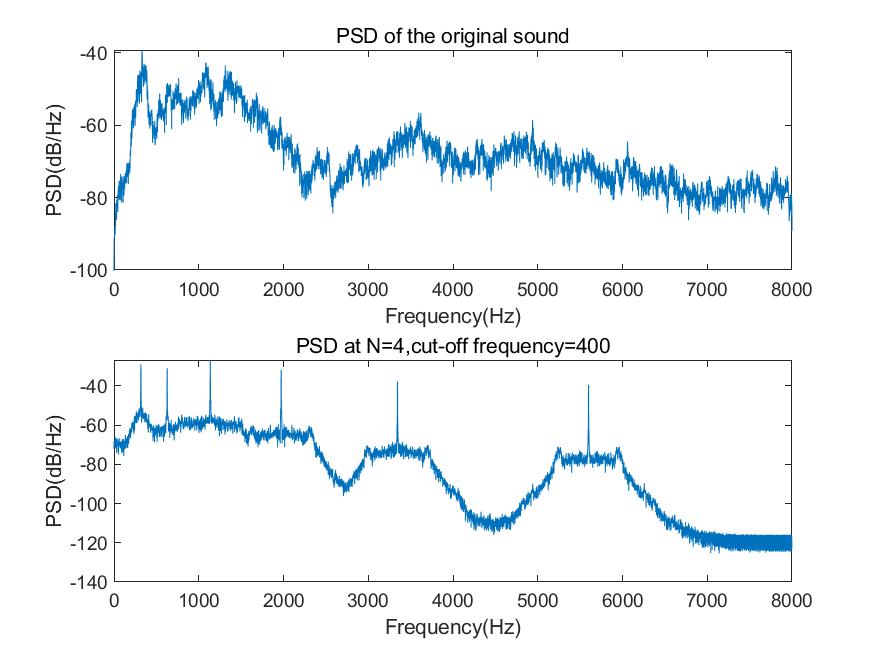 PSD of the original sound
-40
-60
-80
-100
PSD(dB/Hz)
0 1000 2000 3000 4000 5000 6000 7000 8000
Frequency(Hz)
PSD at N=4,cut-off frequency=400
-40
-60
-80
-100
-120
-140
PSD(dB/Hz)
0 1000 2000 3000 4000 5000 6000 7000 8000
Frequency(Hz)